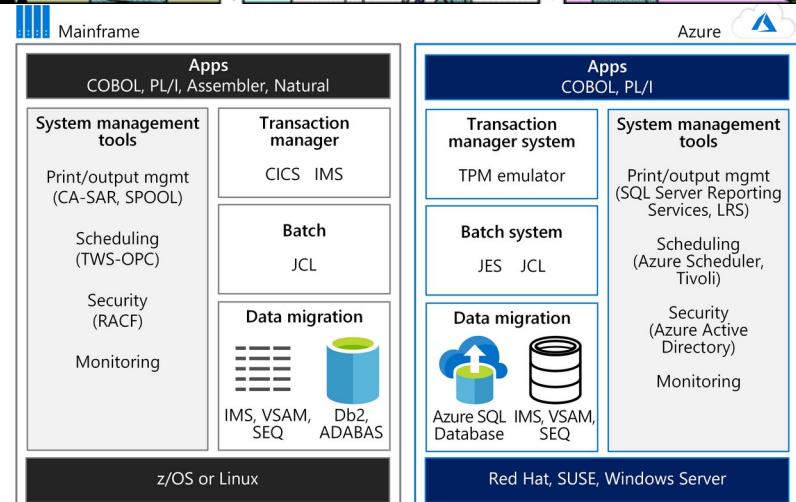 Mainframe
Apps
COBOL, PL/I, Assembler, Natural
System management
tools
Print/output mgmt
(CA-SAR, SPOOL)
Scheduling
(TWS-OPC)
Security
(RACF)
Monitoring
Transaction
manager
CICS IMS
Batch
JCL
Data migration
IMS, VSAM,
SEQ
Db2,
ADABAS
z/OS or Linux
Azure
Apps
COBOL, PL/I
Transaction
manager system
TPM emulator
Batch system
JES JCL
Data migration
Azure SQL
Database
IMS, VSAM,
SEQ
System management
tools
Print/output mgmt
(SQL Server Reporting
Services, LRS)
Scheduling
(Azure Scheduler,
Tivoli)
Security
(Azure Active
Directory)
Monitoring
Red Hat, SUSE, Windows Server